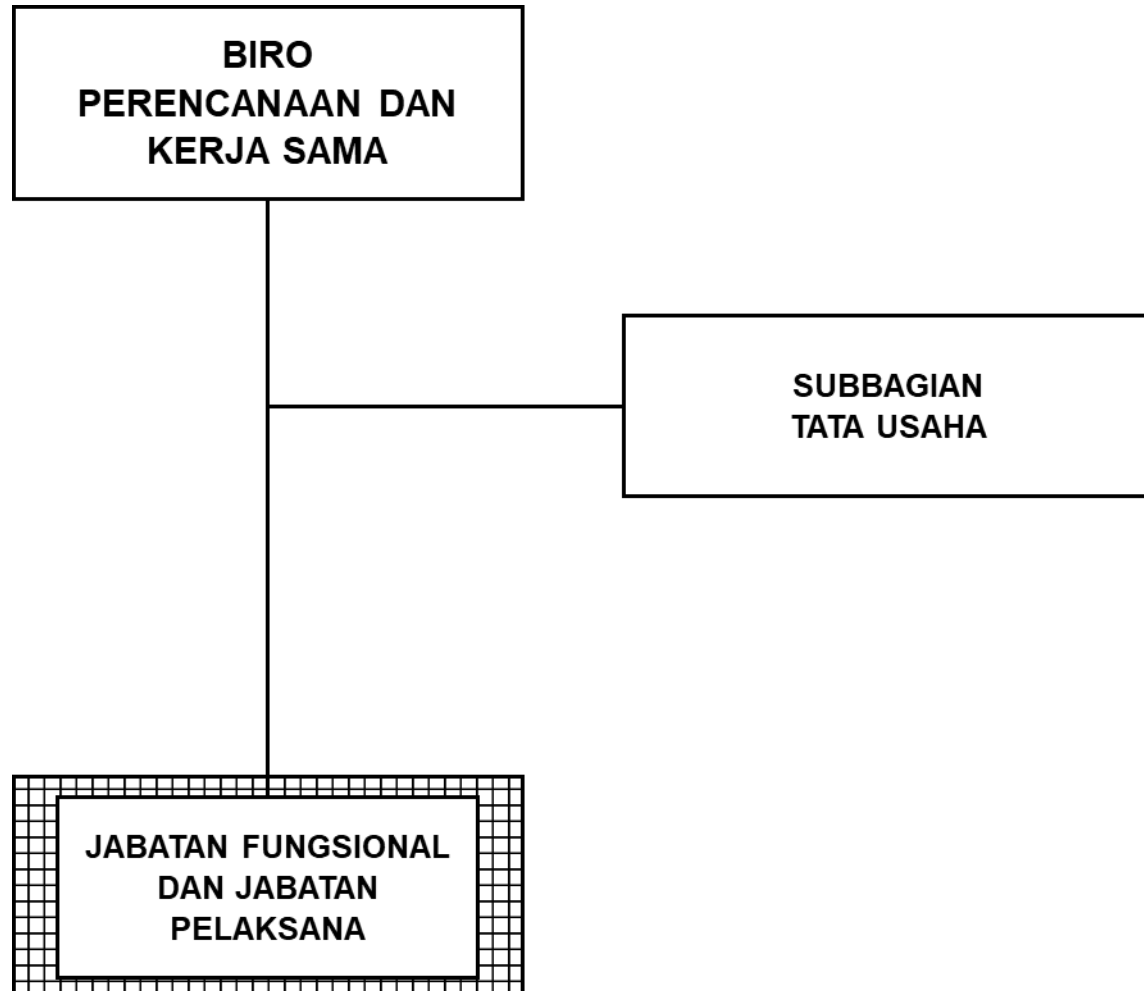 BIRO
PERENCANAAN DAN
KERJA SAMA
SUBBAGIAN
TATA USAHA
JABATAN FUNGSIONAL
DAN JABATAN
PELAKSANA